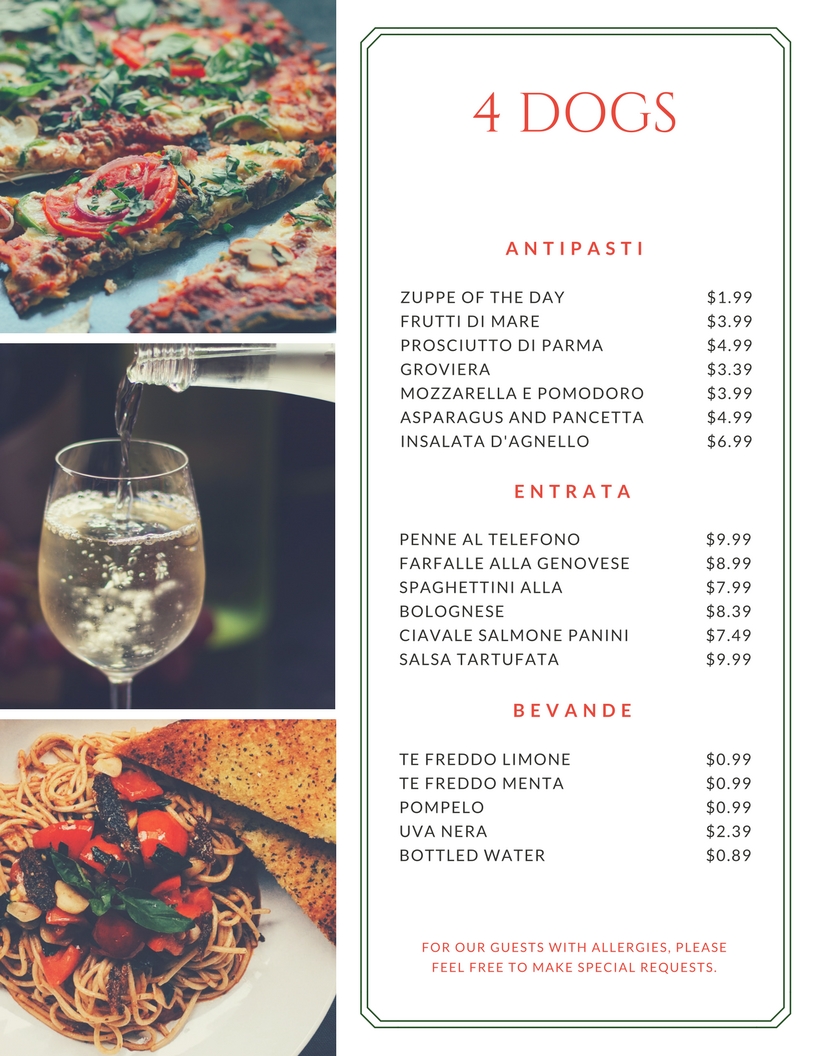 4 DOGS
ANTIPASTI
ZUPPE OF THE DAY $1.99
FRUTTI DI MARE $3.99
PROSCIUTTO DI PARMA $4.99
GROVIERA $3.39
MOZZARELLA E POMODORO $3.99
ASPARAGUS AND PANCETTA $4.99
INSALATA D'AGNELLO $6.99
ENTRATA
PENNE AL TELEFONO $9.99
FARFALLE ALLA GENOVESE $8.99
SPAGHETTINI ALLA $7.99
BOLOGNESE $8.39
CIAVALE SALMONE PANINI $7.49
SALSA TARTUFATA $9.99
BEVANDE
TE FREDDO LIMONE $0.99
TE FREDDO MENTA $0.99
POMPELO $0.99
UVA NERA $2.39
BOTTLED WATER $0.89
FOR OUR GUESTS WITH ALLERGIES, PLEASE
FEEL FREE TO MAKE SPECIAL REQUESTS.